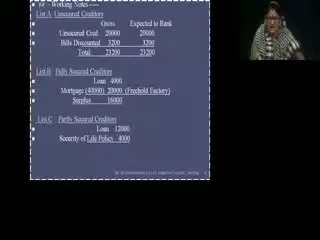 - Working Notes ----
List A Unsecured Creditors
Gross Expected to Rank
Unsecured Cred 20000 20000
Bills Discounted 3200 3200
Total 23200 23200
List B Fully Secured Creditors
Loan 4000
Mortgage (40000) 20000 (Freehold Factory)
Surplus 16000
List C Partly Secured Creditors
Loan 12000
Security of Life Policy 4000